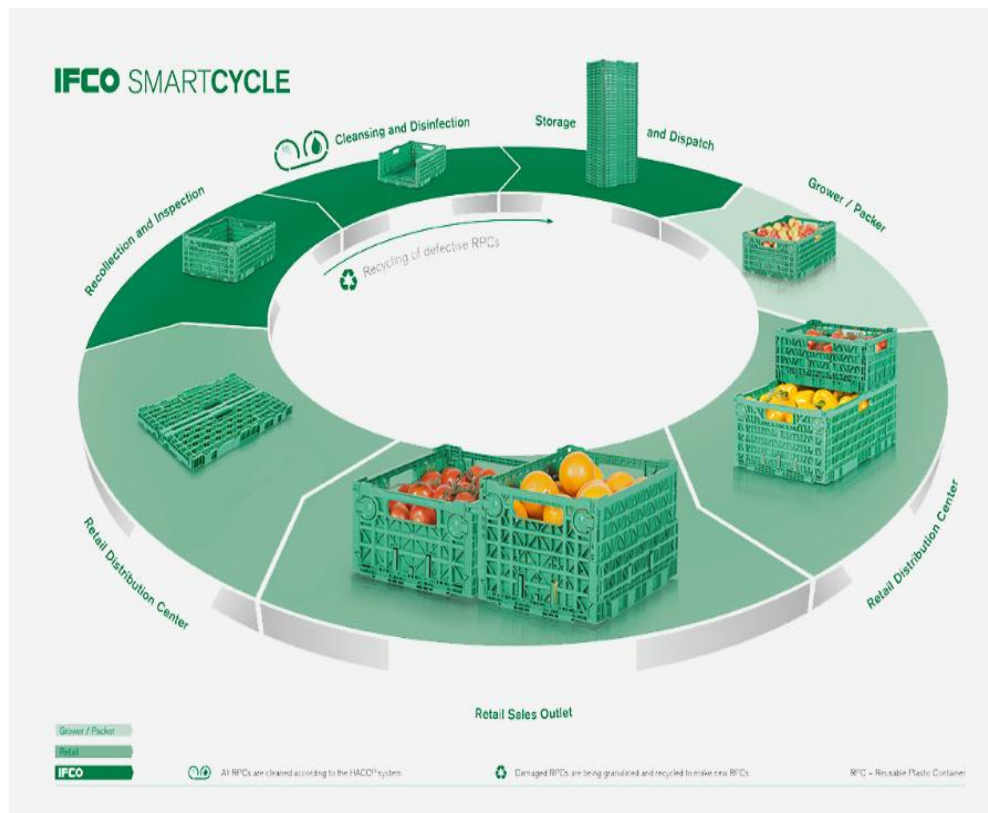 IFCO SMARTCYCLE
Cleansing and Disinfection
Storage and Dispatch
Grower / Packer
Recollection and Inspection
Recycling of defective RPCs
Retail Distribution Center
Retail Distribution Center
Retail Sales Outlet
Grower / Packer
Retail
IFCO
All RPCs are cleaned according to the HACCP system
Damaged RPCs are being granulated and recycled to make new RPCs
RPC – Reusable Plastic Container